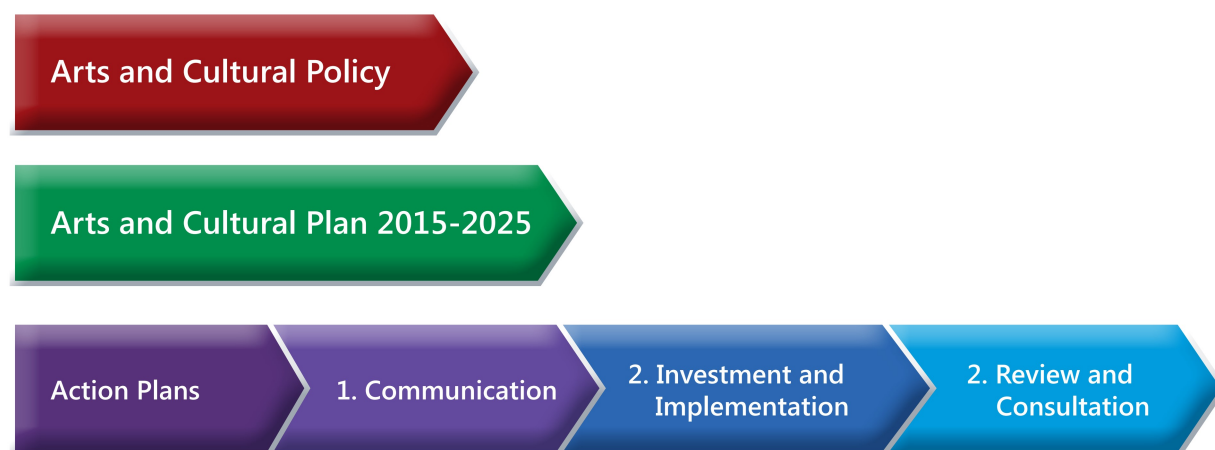 Arts and Cultural Policy
Arts and Cultural Plan 2015-2025
Action Plans
1. Communication
2. Investment and
Implementation
2. Review and
Consultation